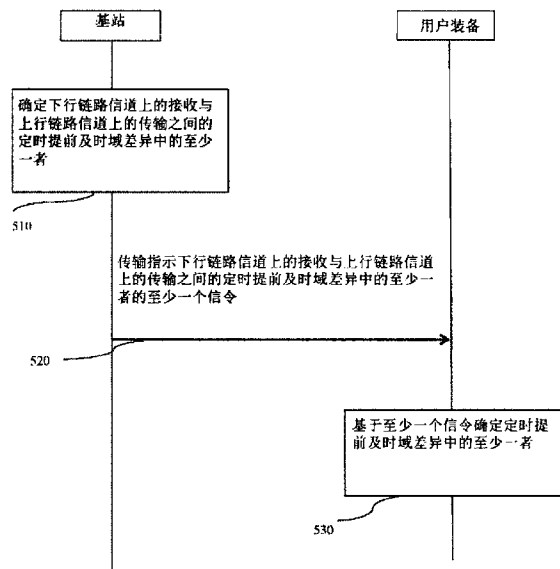 基站
用户装备
确定下行链路信道上的接收与
上行链路信道上的传输之间的
定时提前及时域差异中的至少
一者
510
传输指示下行链路信道上的接收与上行链路信道
上的传输之间的定时提前及时域差异中的至少一
者的至少一个信令
520
基于至少一个信令确定定时提
前及时域差异中的至少一者
530